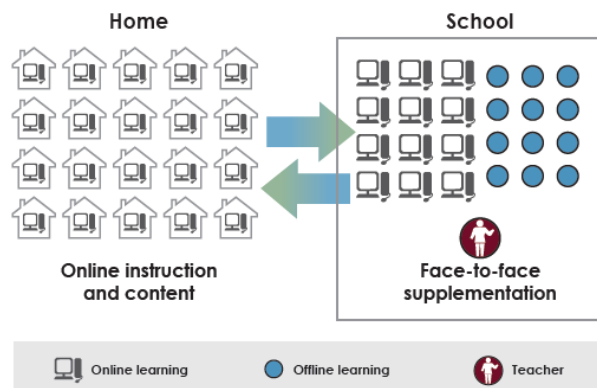 Home
School
Online instruction
and content
Face-to-face
supplementation
Online learning
Offline learning
Teacher